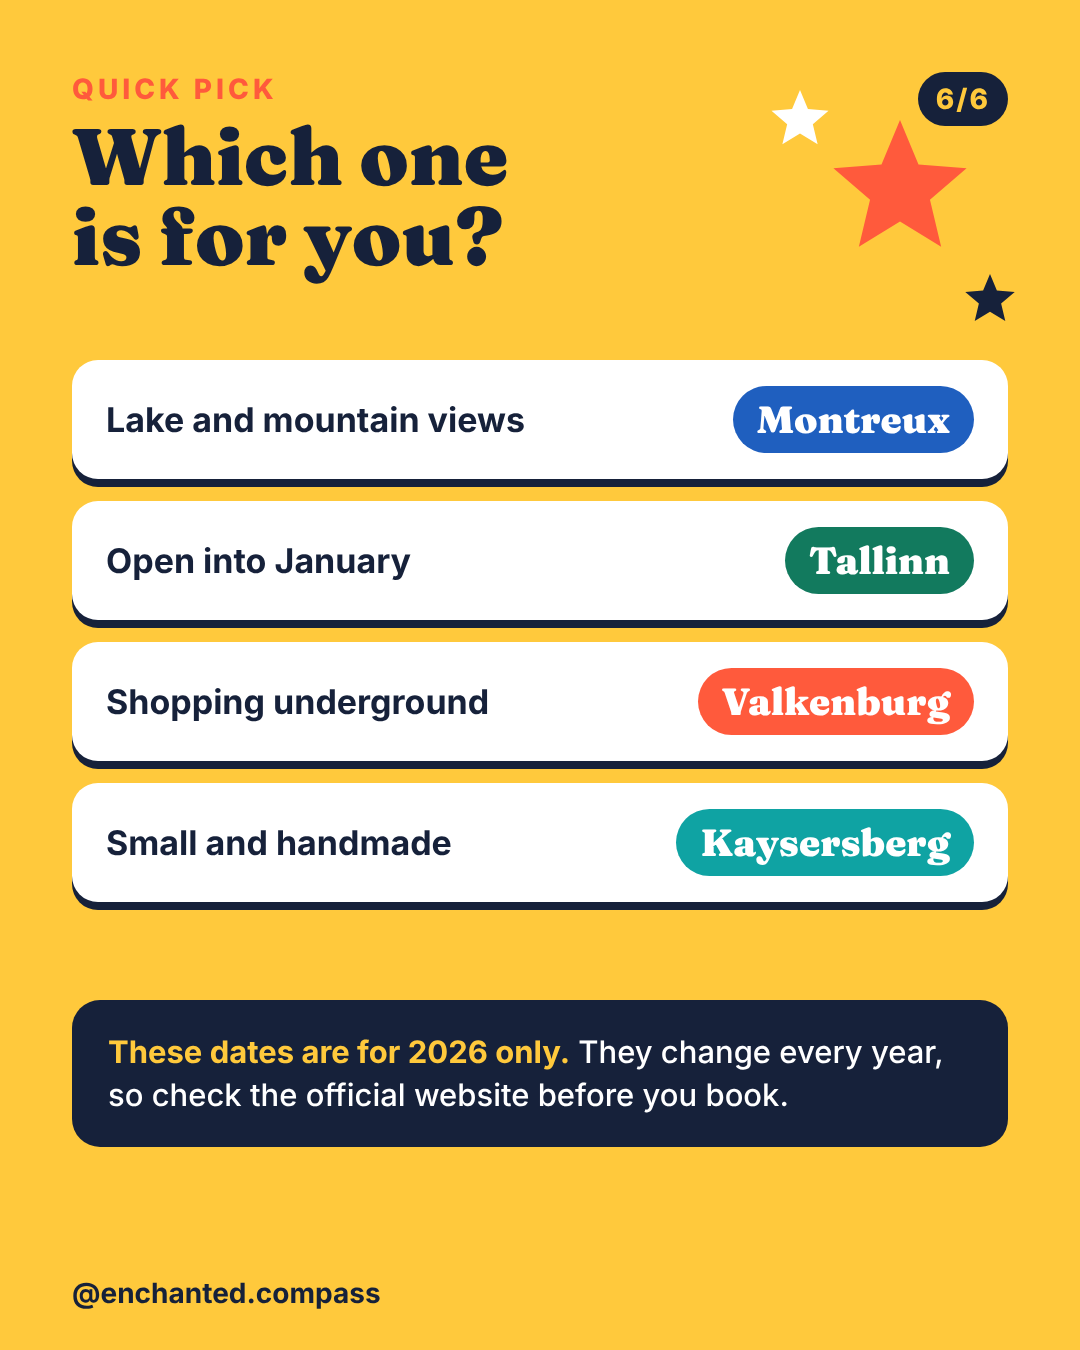 QUICK PICK
6/6
Which one
is for you?
Lake and mountain views
Montreux
Open into January
Tallinn
Shopping underground
Valkenburg
Small and handmade
Kaysersberg
These dates are for 2026 only. They change every year,
so check the official website before you book.
@enchanted.compass